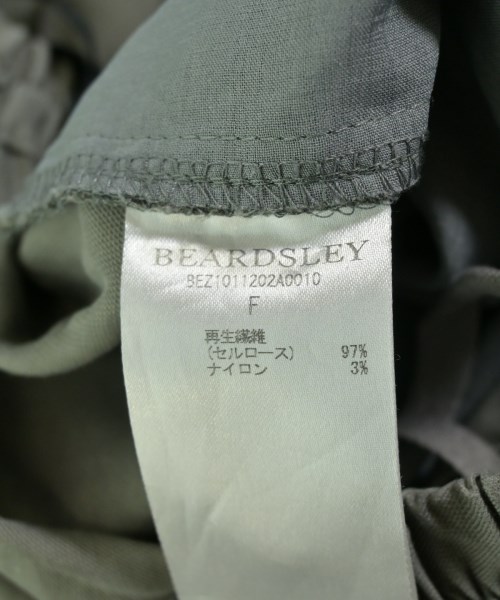 BEARDSLEY
BEZ1011202A0010
F
再生繊維
(セルロース) 97%
ナイロン 3%